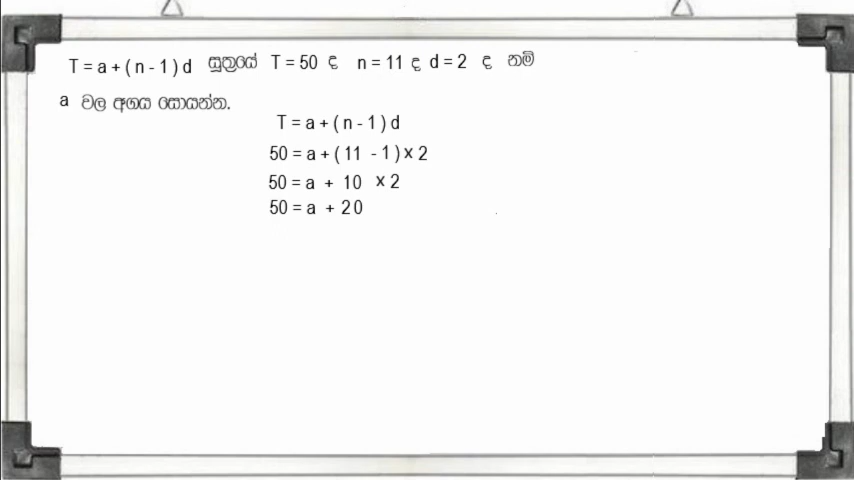 T = a + ( n - 1 ) d සූත්‍රයේ T = 50 ද n = 11 ද d = 2 ද නම්
a වල අගය සොයන්න.
T = a + ( n - 1 ) d
50 = a + ( 11 - 1 ) x 2
50 = a + 10 x 2
50 = a + 20